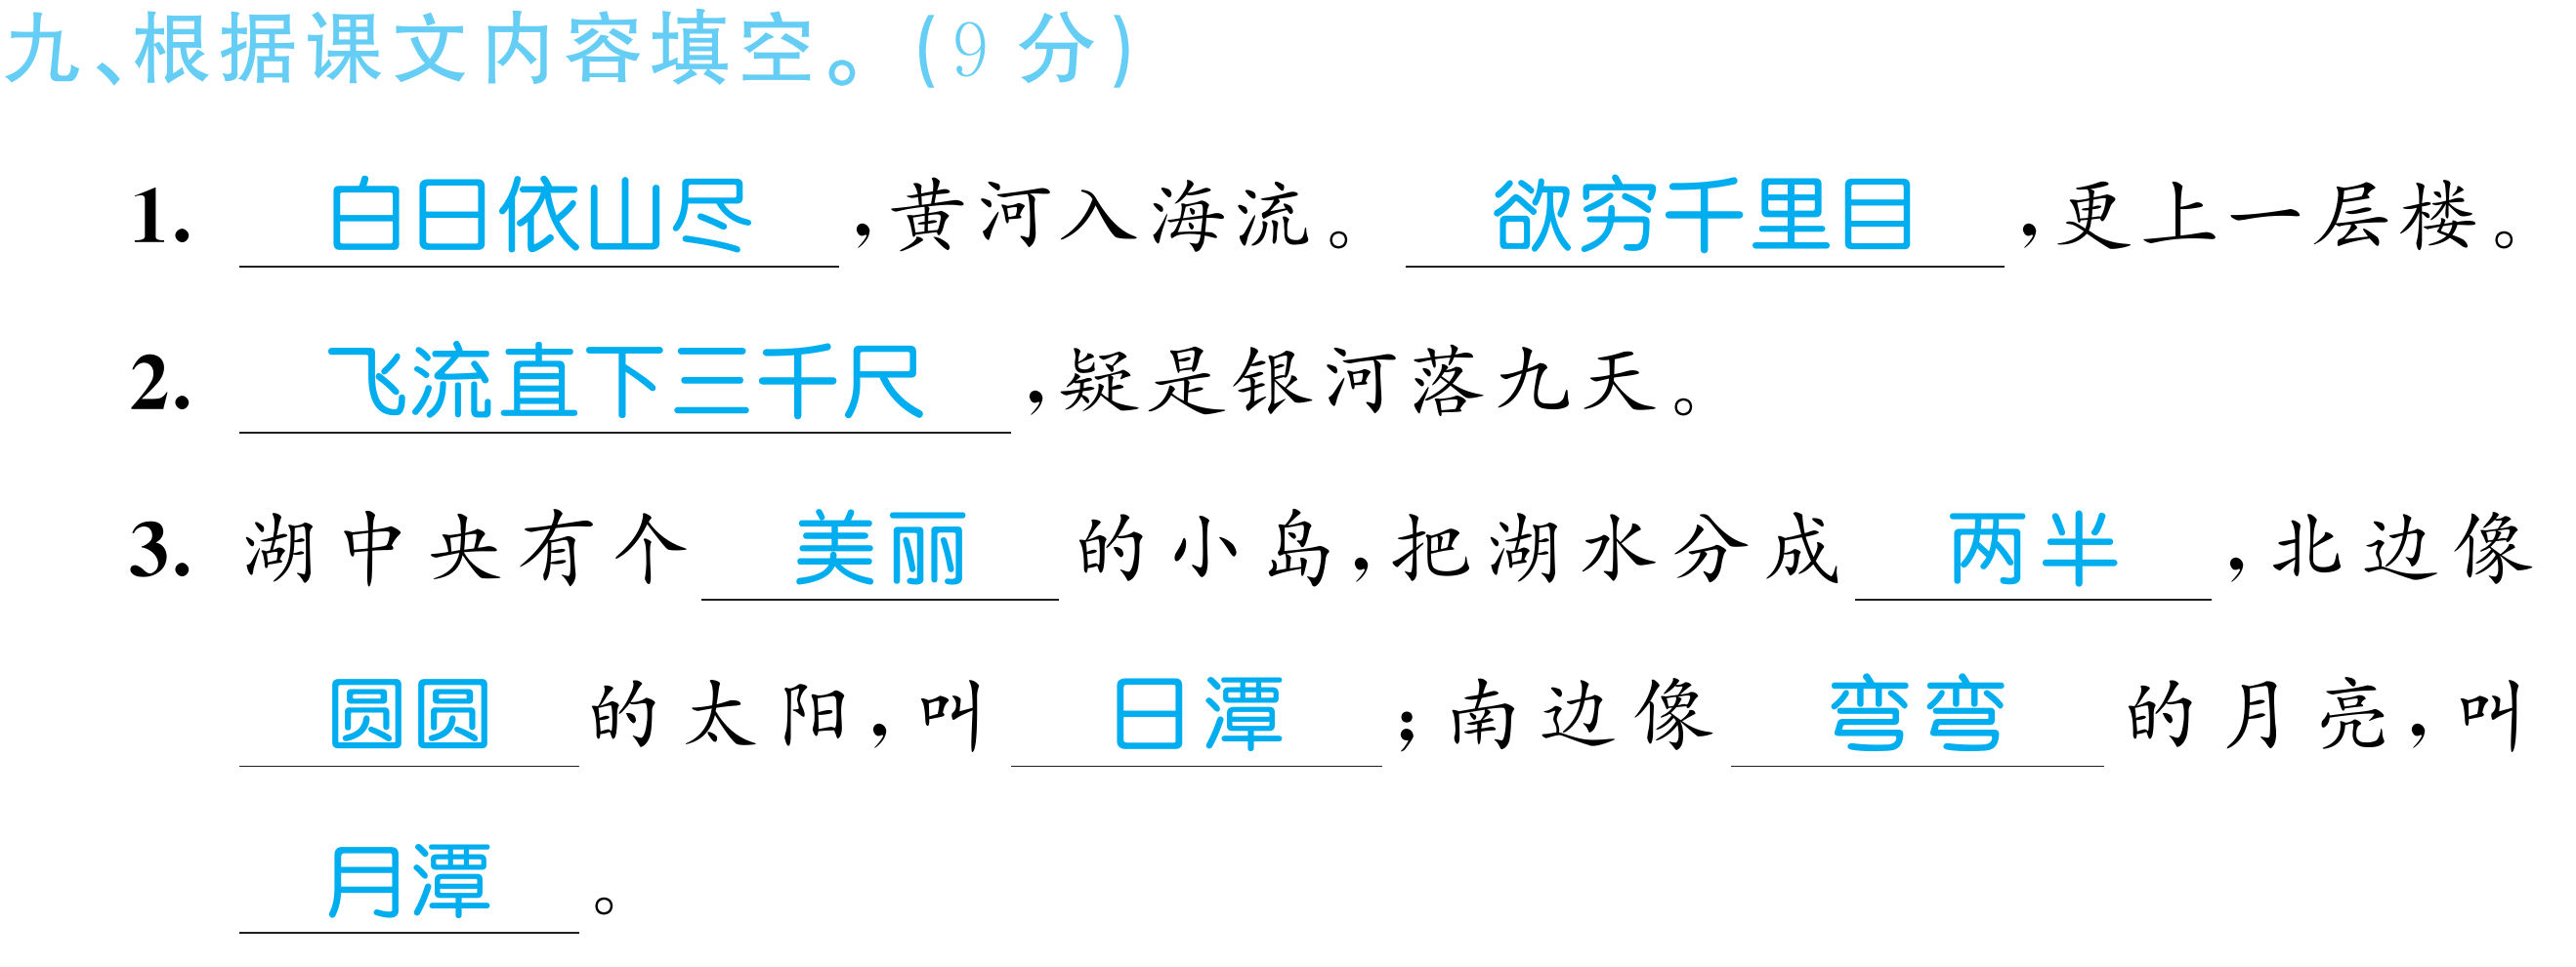 九、根据课文内容填空。(9 分)
1. 白日依山尽,黄河入海流。欲穷千里目,更上一层楼。
2. 飞流直下三千尺,疑是银河落九天。
3. 湖中央有个美丽的小岛,把湖水分成两半,北边像
圆圆的太阳,叫日潭;南边像弯弯的月亮,叫
月潭。